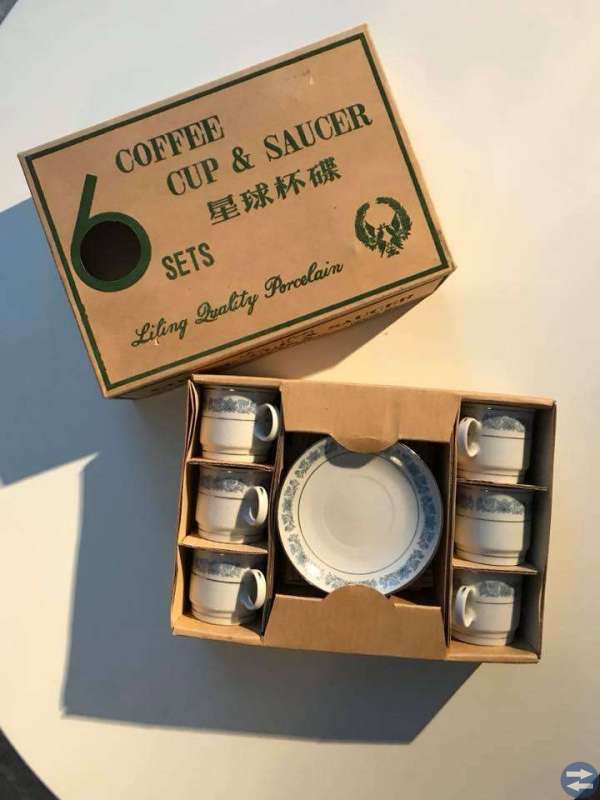 COFFEE
CUP & SAUCER
星球杯碟
6
SETS
Liling Quality Porcelain